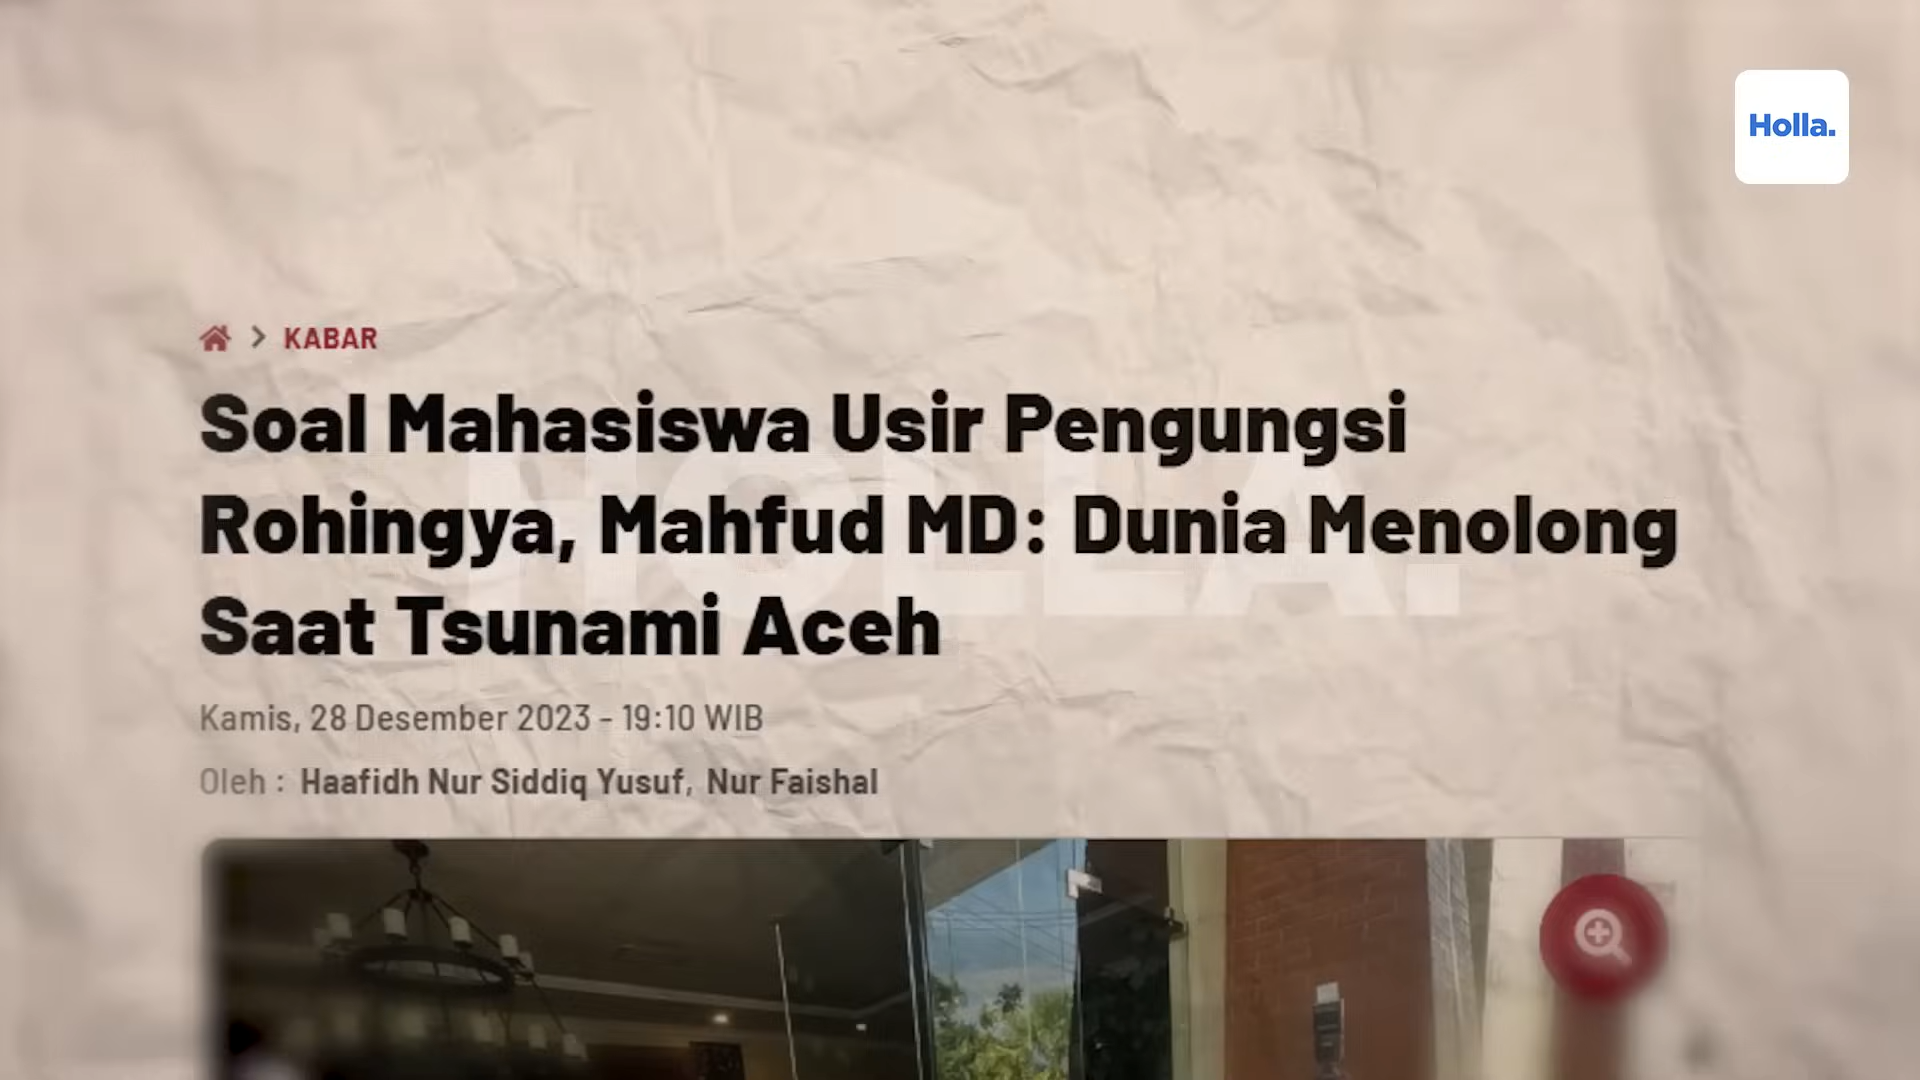 Holla.
KABAR
Soal Mahasiswa Usir Pengungsi
Rohingya, Mahfud MD: Dunia Menolong
Saat Tsunami Aceh
HOLLA.
Kamis, 28 Desember 2023 - 19:10 WIB
Oleh : Haafidh Nur Siddiq Yusuf, Nur Faishal